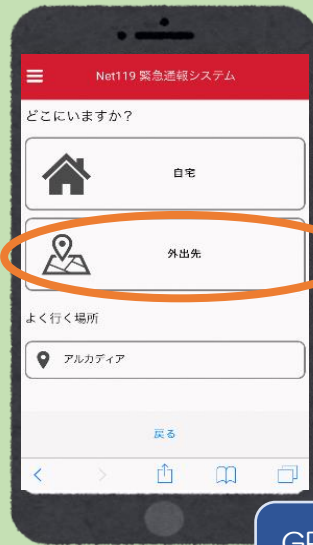 Net119 緊急通報システム
どこにいますか？
自宅
外出先
よく行く場所
アルカディア
戻る